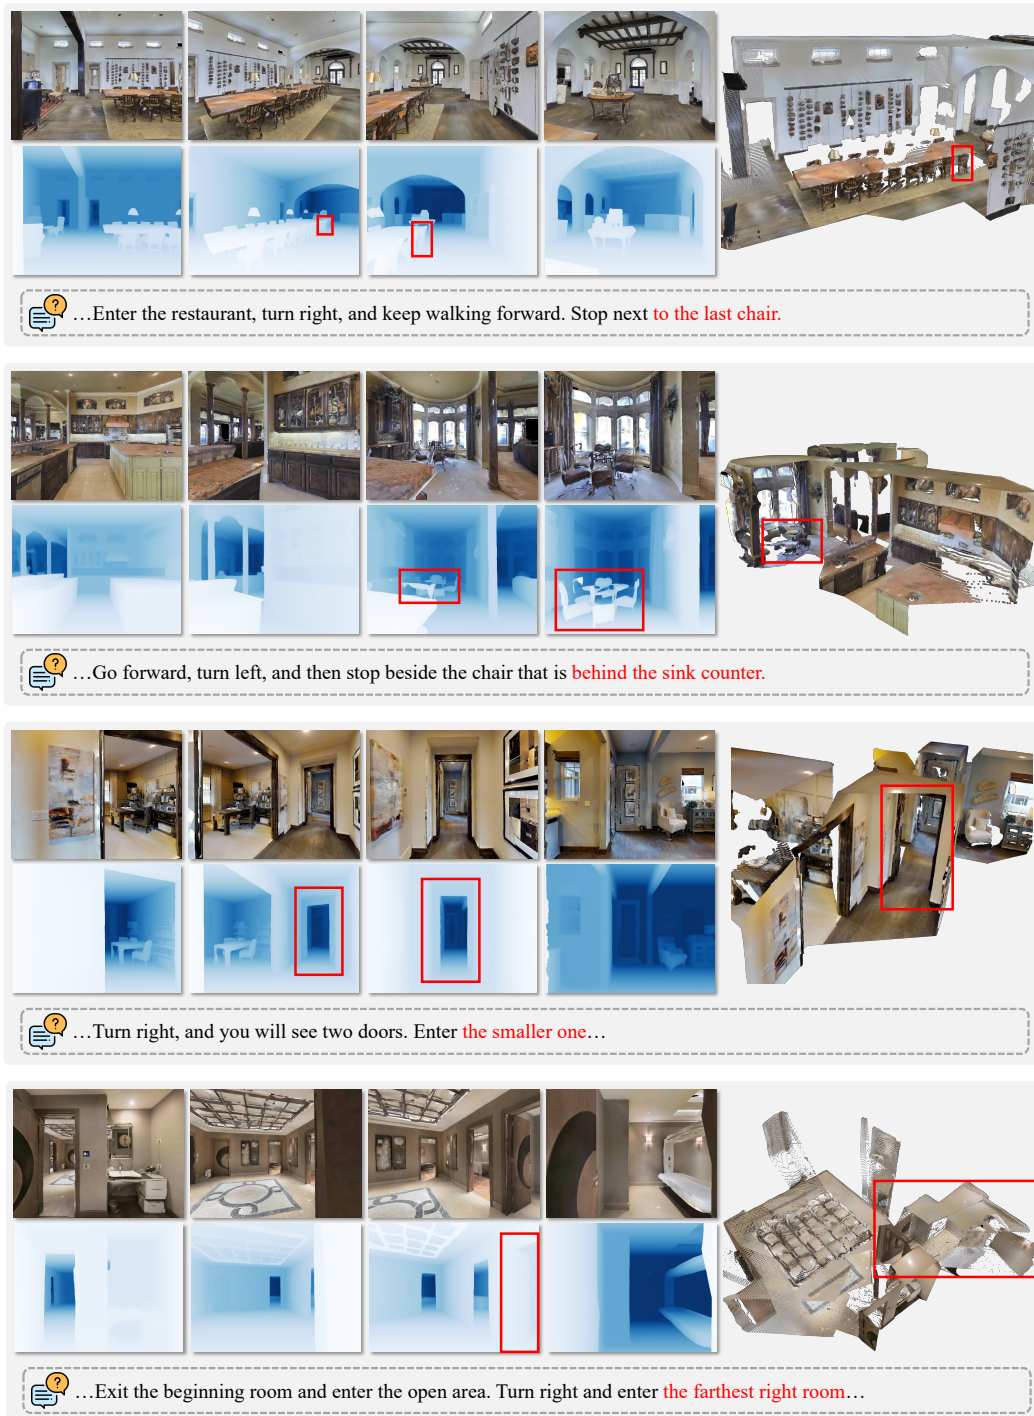 …Enter the restaurant, turn right, and keep walking forward. Stop next to the last chair.
…Go forward, turn left, and then stop beside the chair that is behind the sink counter.
…Turn right, and you will see two doors. Enter the smaller one…
…Exit the beginning room and enter the open area. Turn right and enter the farthest right room…